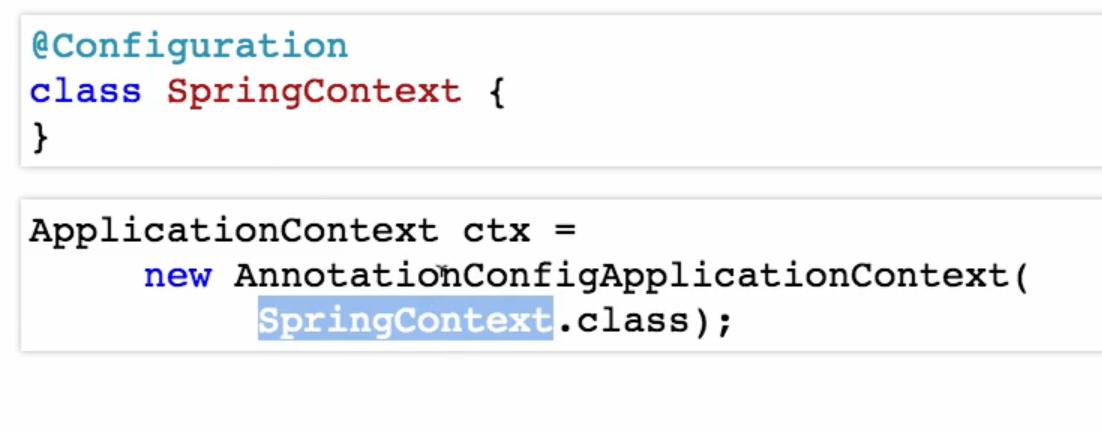 @Configuration
class SpringContext {
}
ApplicationContext ctx =
new AnnotationConfigApplicationContext(
SpringContext.class);